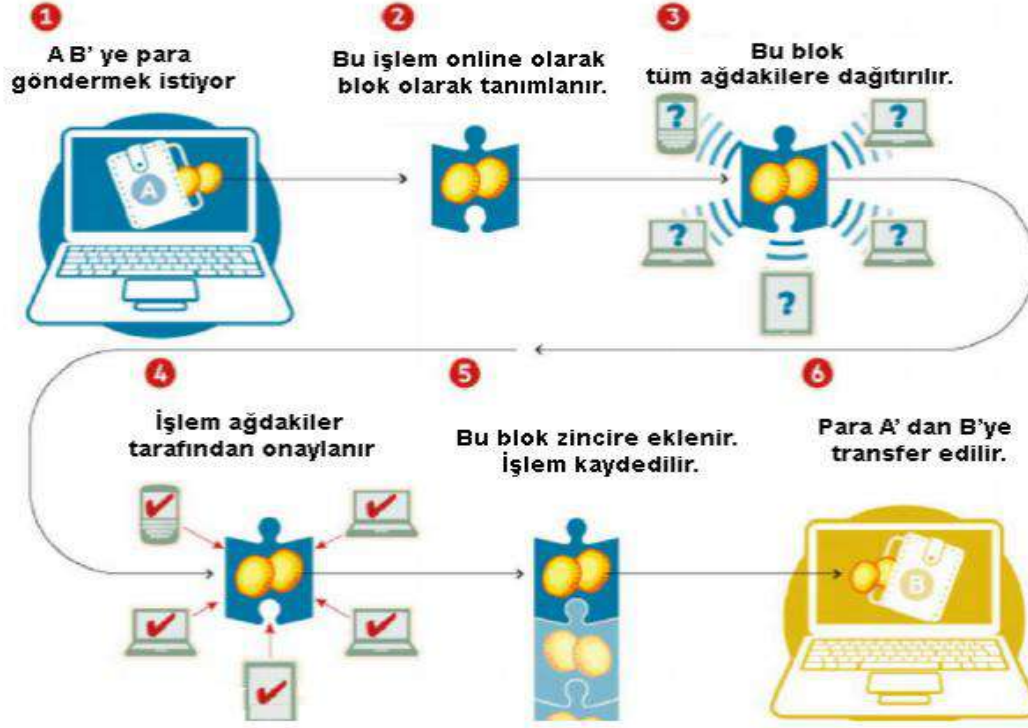 1
A B' ye para
göndermek istiyor
2
Bu işlem online olarak
blok olarak tanımlanır.
3
Bu blok
tüm ağdakilere dağıtırılır.
A
?
?
?
?
?
4
İşlem ağdakiler
tarafından onaylanır
5
Bu blok zincire eklenir.
İşlem kaydedilir.
6
Para A' dan B'ye
transfer edilir.
B